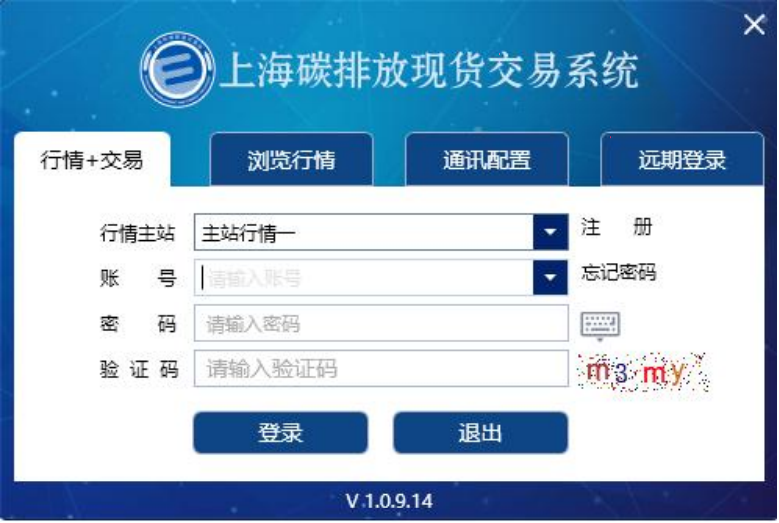 上海碳排放现货交易系统
行情+交易 浏览行情 通讯配置 远期登录
行情主站 主站行情一 注 册
账 号 请输入账号 忘记密码
密 码 请输入密码
验 证 码 请输入验证码 m3my
登录 退出
V 1.0.9.14